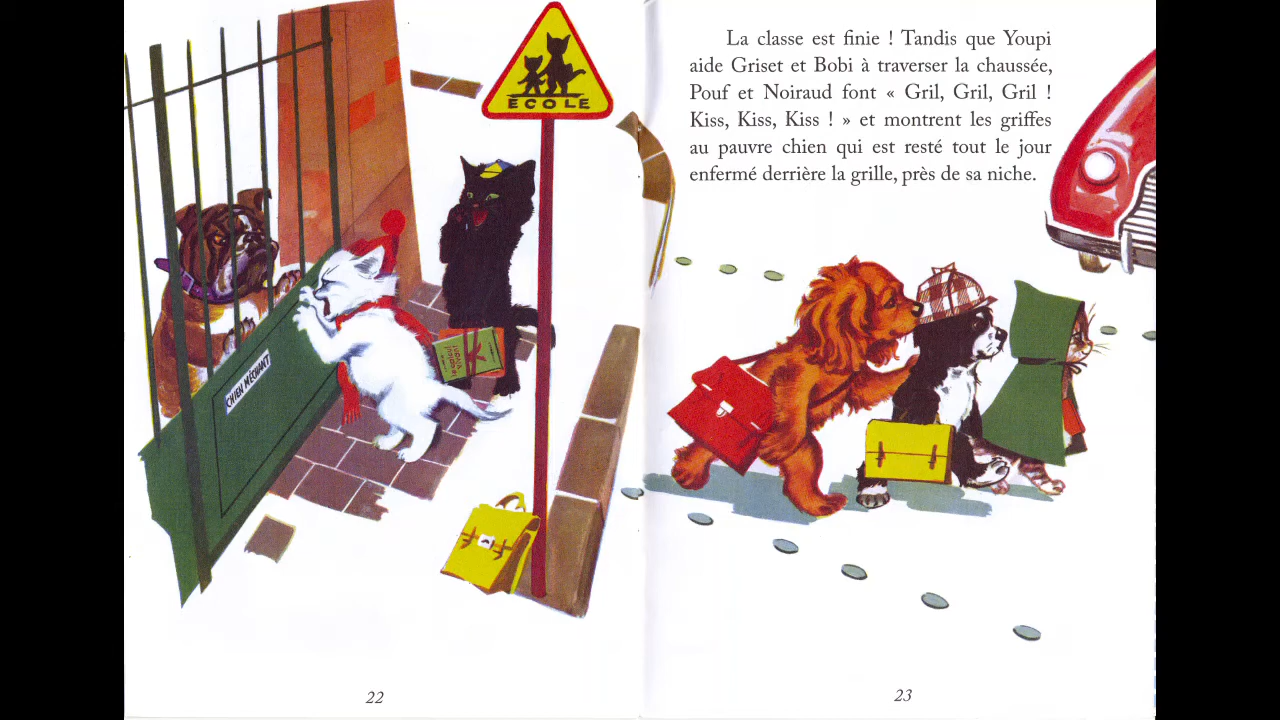 ECOLE
CHIEN MÉCHANT
22
La classe est finie ! Tandis que Youpi
aide Griset et Bobi à traverser la chaussée,
Pouf et Noiraud font « Gril, Gril, Gril !
Kiss, Kiss, Kiss ! » et montrent les griffes
au pauvre chien qui est resté tout le jour
enfermé derrière la grille, près de sa niche.
23